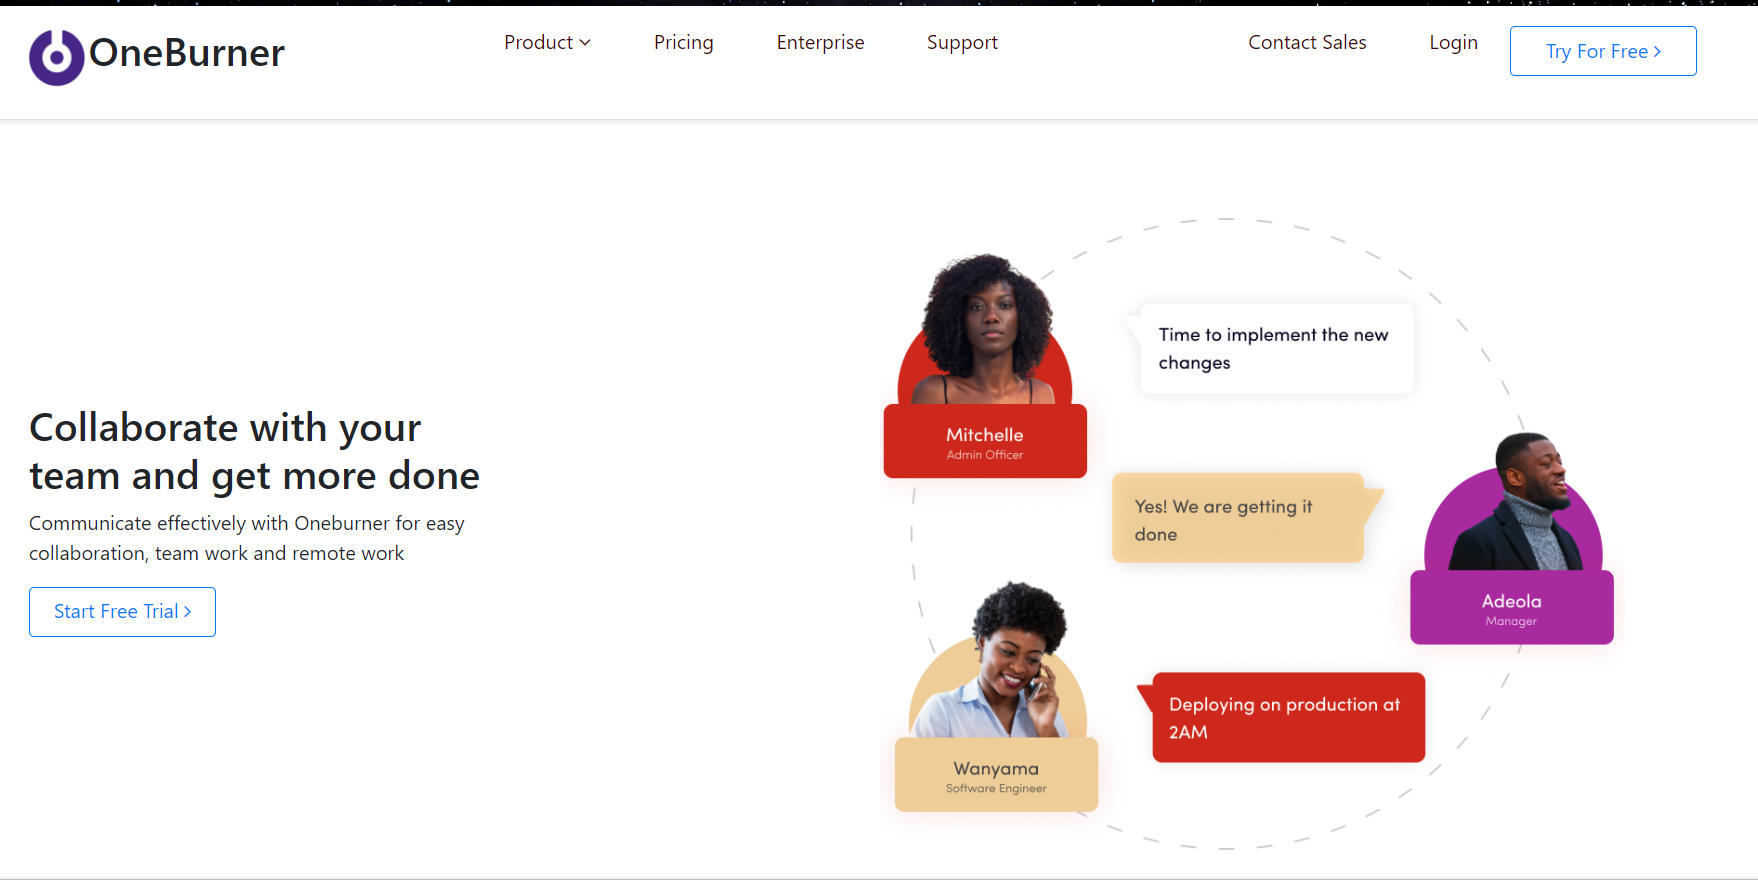 OneBurner
Product
Pricing
Enterprise
Support
Contact Sales
Login
Try For Free
Collaborate with your
team and get more done
Communicate effectively with Oneburner for easy
collaboration, team work and remote work
Start Free Trial
Mitchelle
Admin Officer
Time to implement the new
changes
Yes! We are getting it
done
Adeola
Manager
Wanyama
Software Engineer
Deploying on production at
2AM